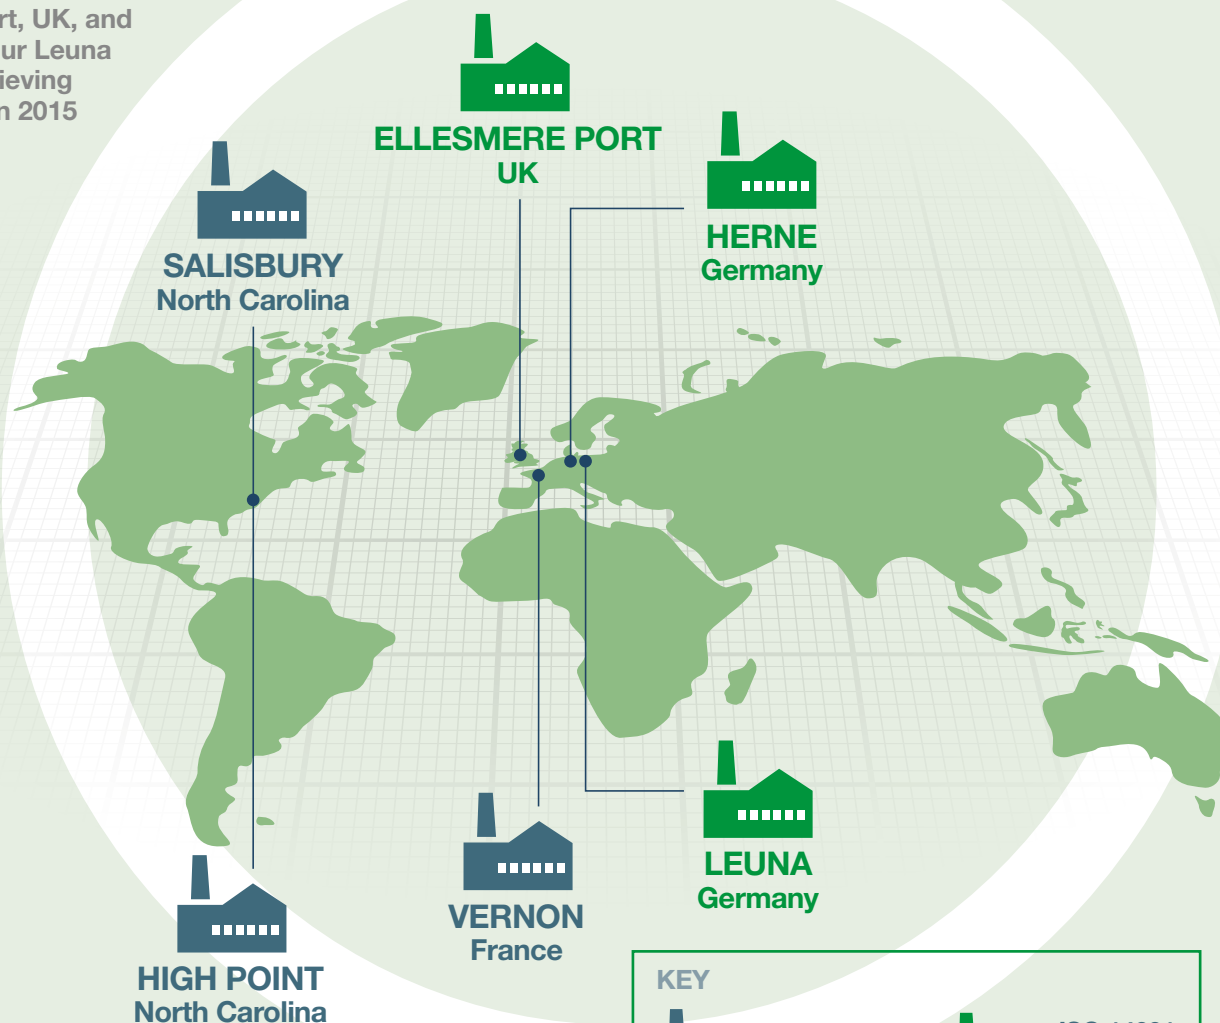 rt, UK, and
ur Leuna
ieving
n 2015
ELLESMERE PORT
UK
HERNE
Germany
SALISBURY
North Carolina
LEUNA
Germany
VERNON
France
HIGH POINT
North Carolina
KEY